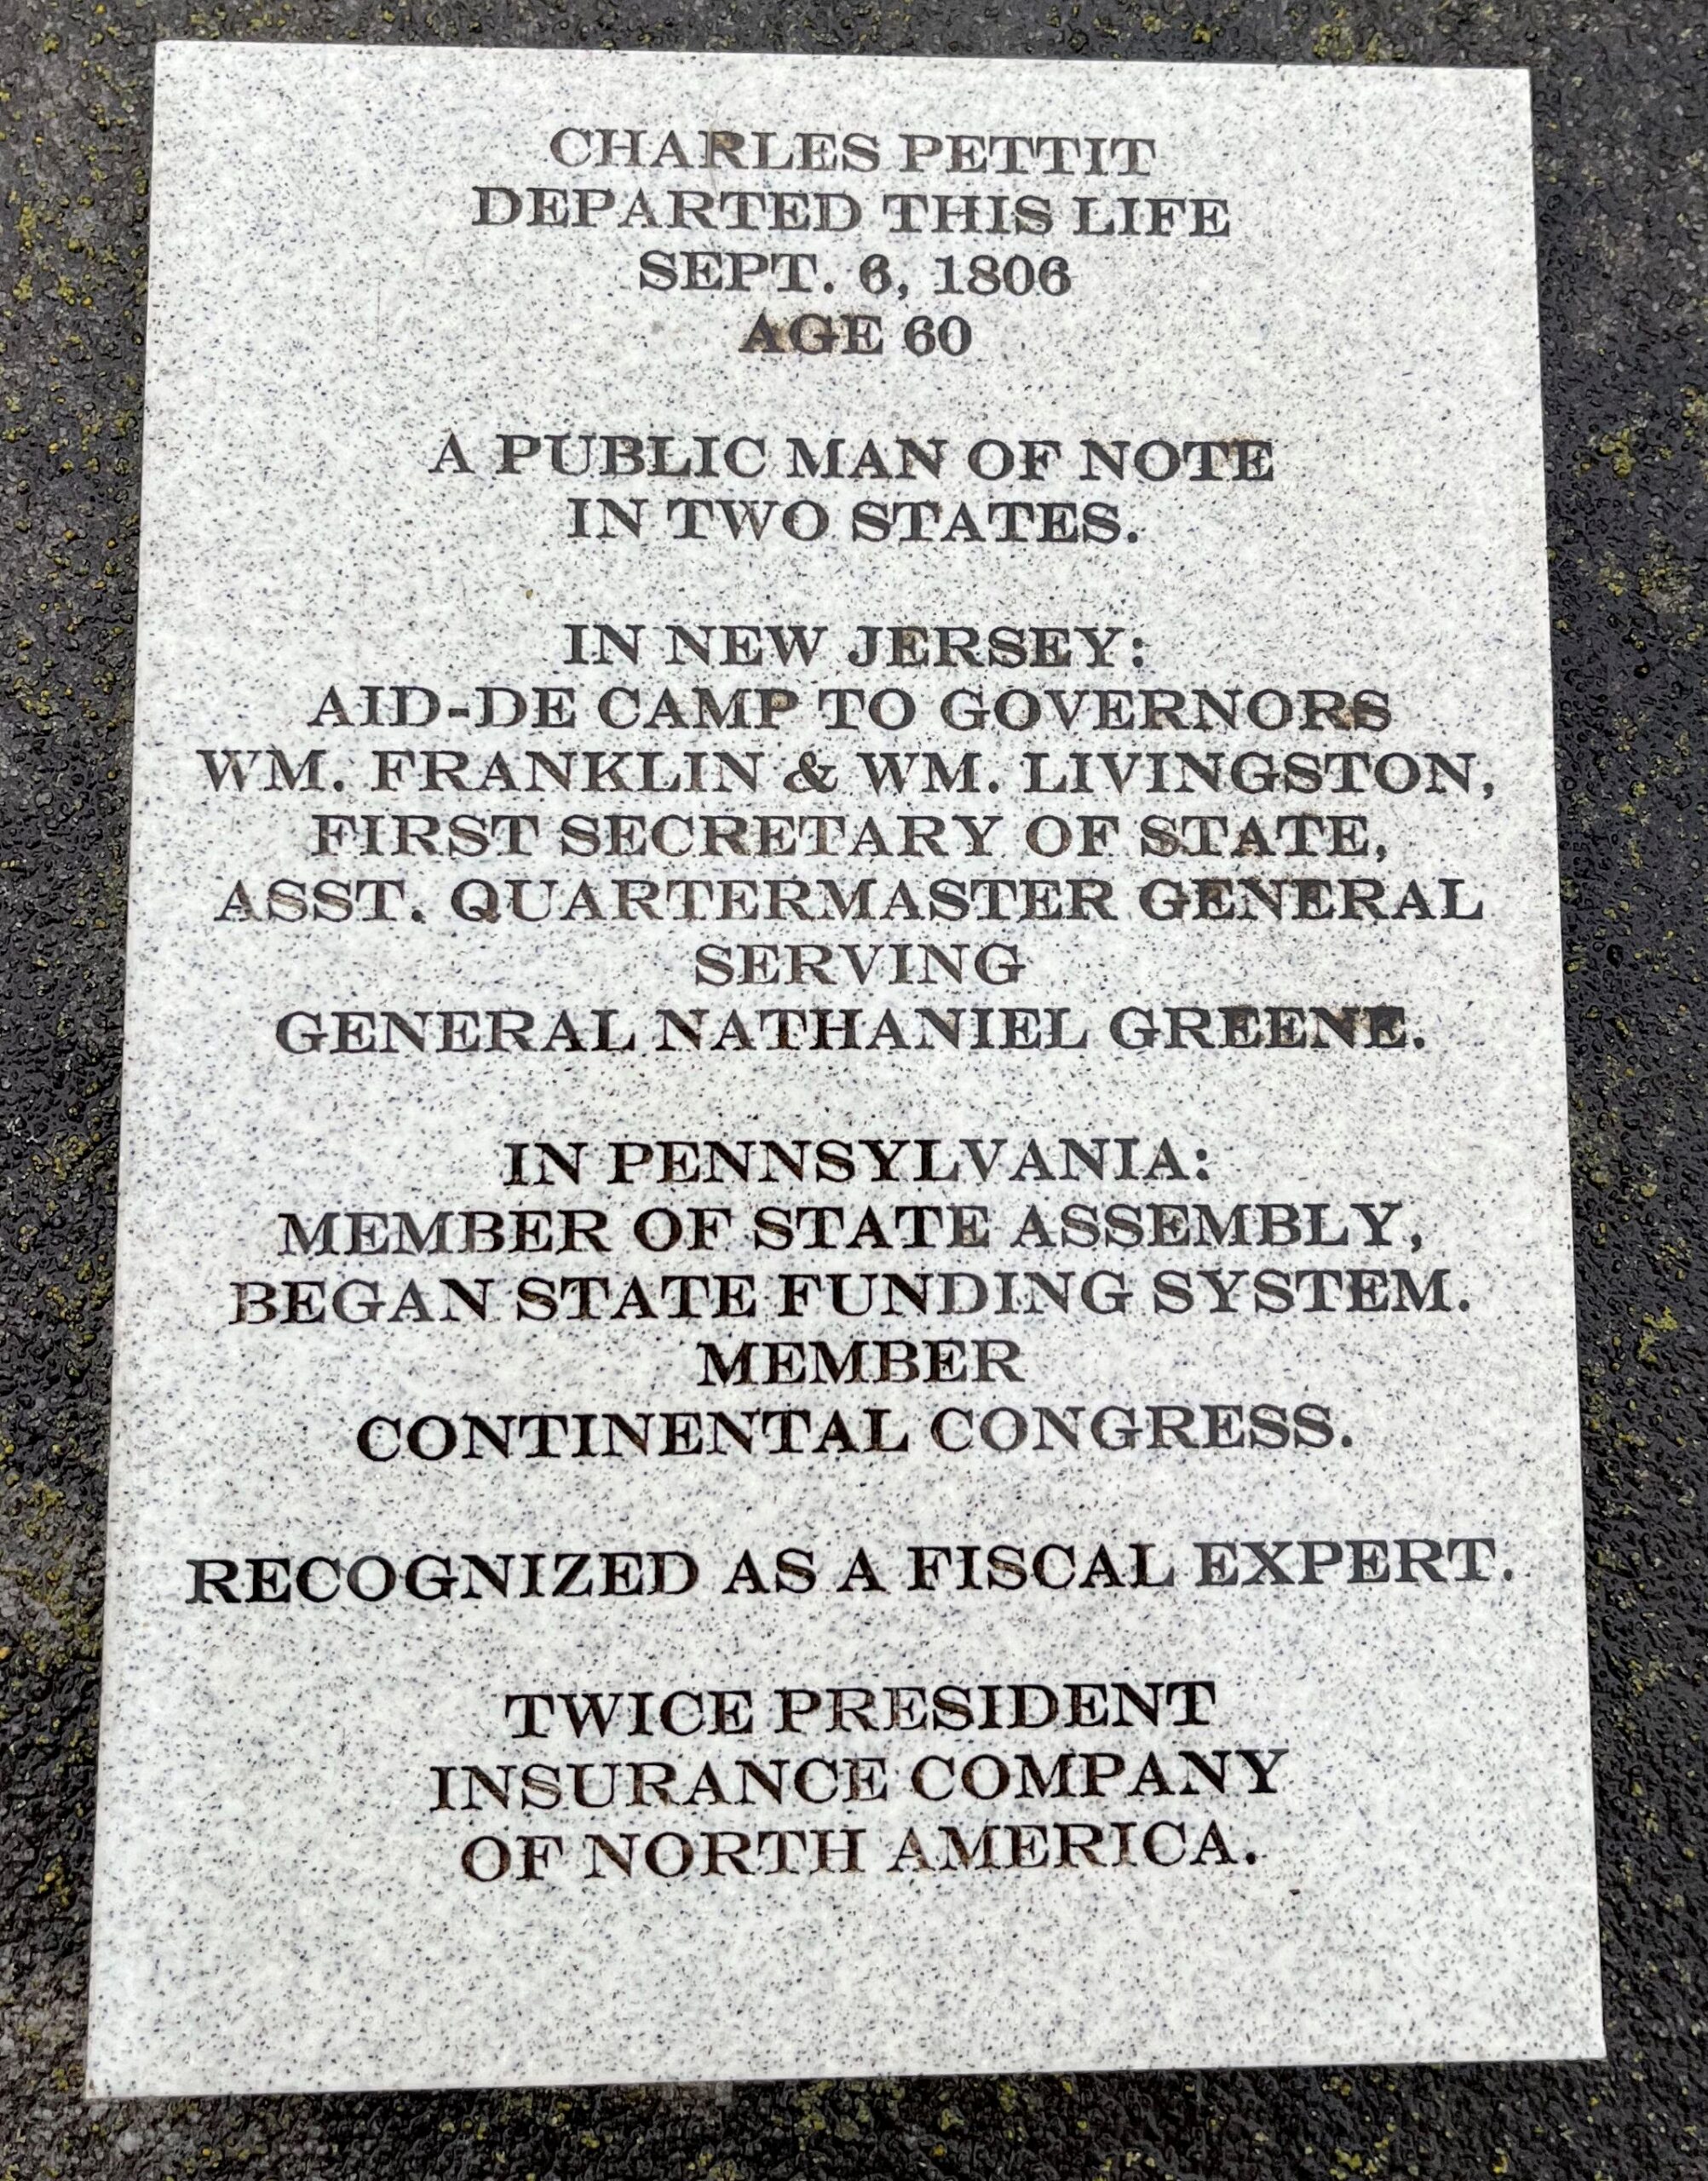 CHARLES PETTIT
DEPARTED THIS LIFE
SEPT. 6, 1806
AGE 60
A PUBLIC MAN OF NOTE
IN TWO STATES.
IN NEW JERSEY:
AID-DE CAMP TO GOVERNORS
WM. FRANKLIN & WM. LIVINGSTON,
FIRST SECRETARY OF STATE,
ASST. QUARTERMASTER GENERAL
SERVING
GENERAL NATHANIEL GREENE.
IN PENNSYLVANIA:
MEMBER OF STATE ASSEMBLY,
BEGAN STATE FUNDING SYSTEM.
MEMBER
CONTINENTAL CONGRESS.
RECOGNIZED AS A FISCAL EXPERT.
TWICE PRESIDENT
INSURANCE COMPANY
OF NORTH AMERICA.